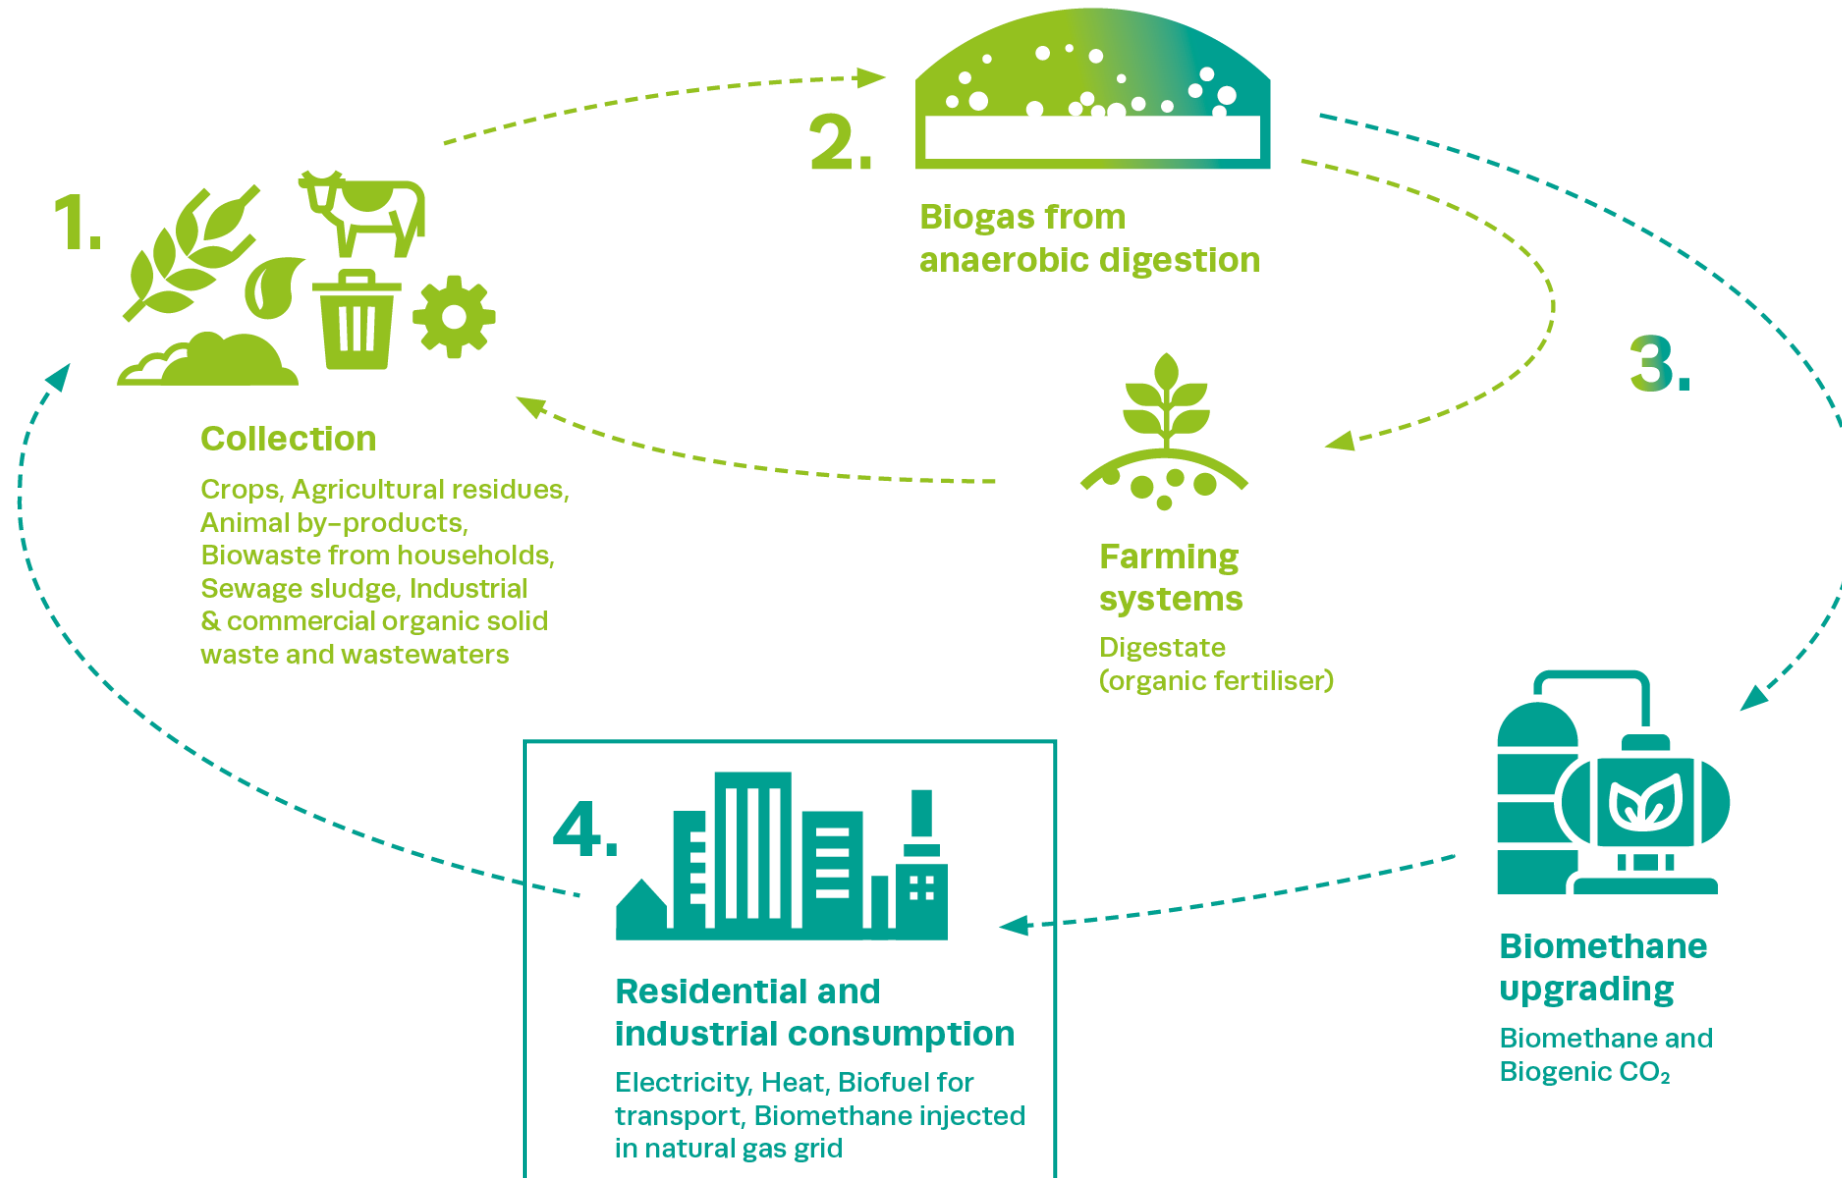 1.
Collection
Crops, Agricultural residues,
Animal by-products,
Biowaste from households,
Sewage sludge, Industrial
& commercial organic solid
waste and wastewaters
2.
Biogas from
anaerobic digestion
3.
Farming
systems
Digestate
(organic fertiliser)
Biomethane
upgrading
Biomethane and
Biogenic CO₂
4.
Residential and
industrial consumption
Electricity, Heat, Biofuel for
transport, Biomethane injected
in natural gas grid